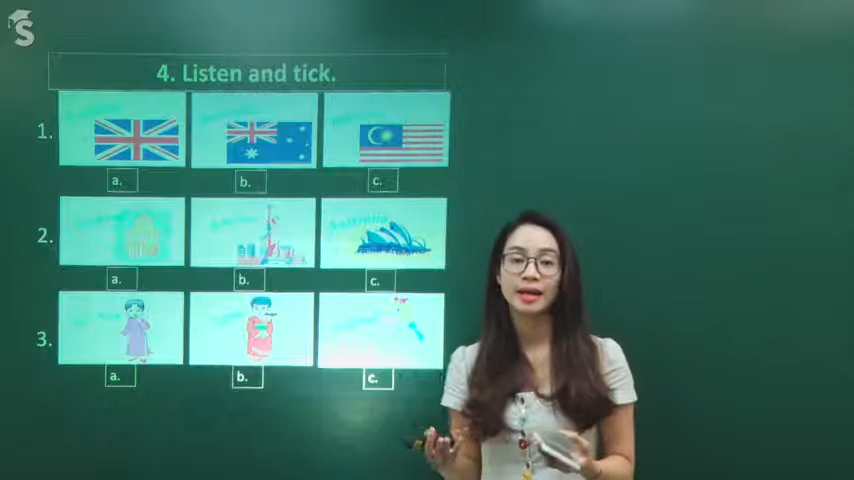 S
4. Listen and tick.
1.
a. b. c.
2.
a. b. c.
3.
a. b. c.